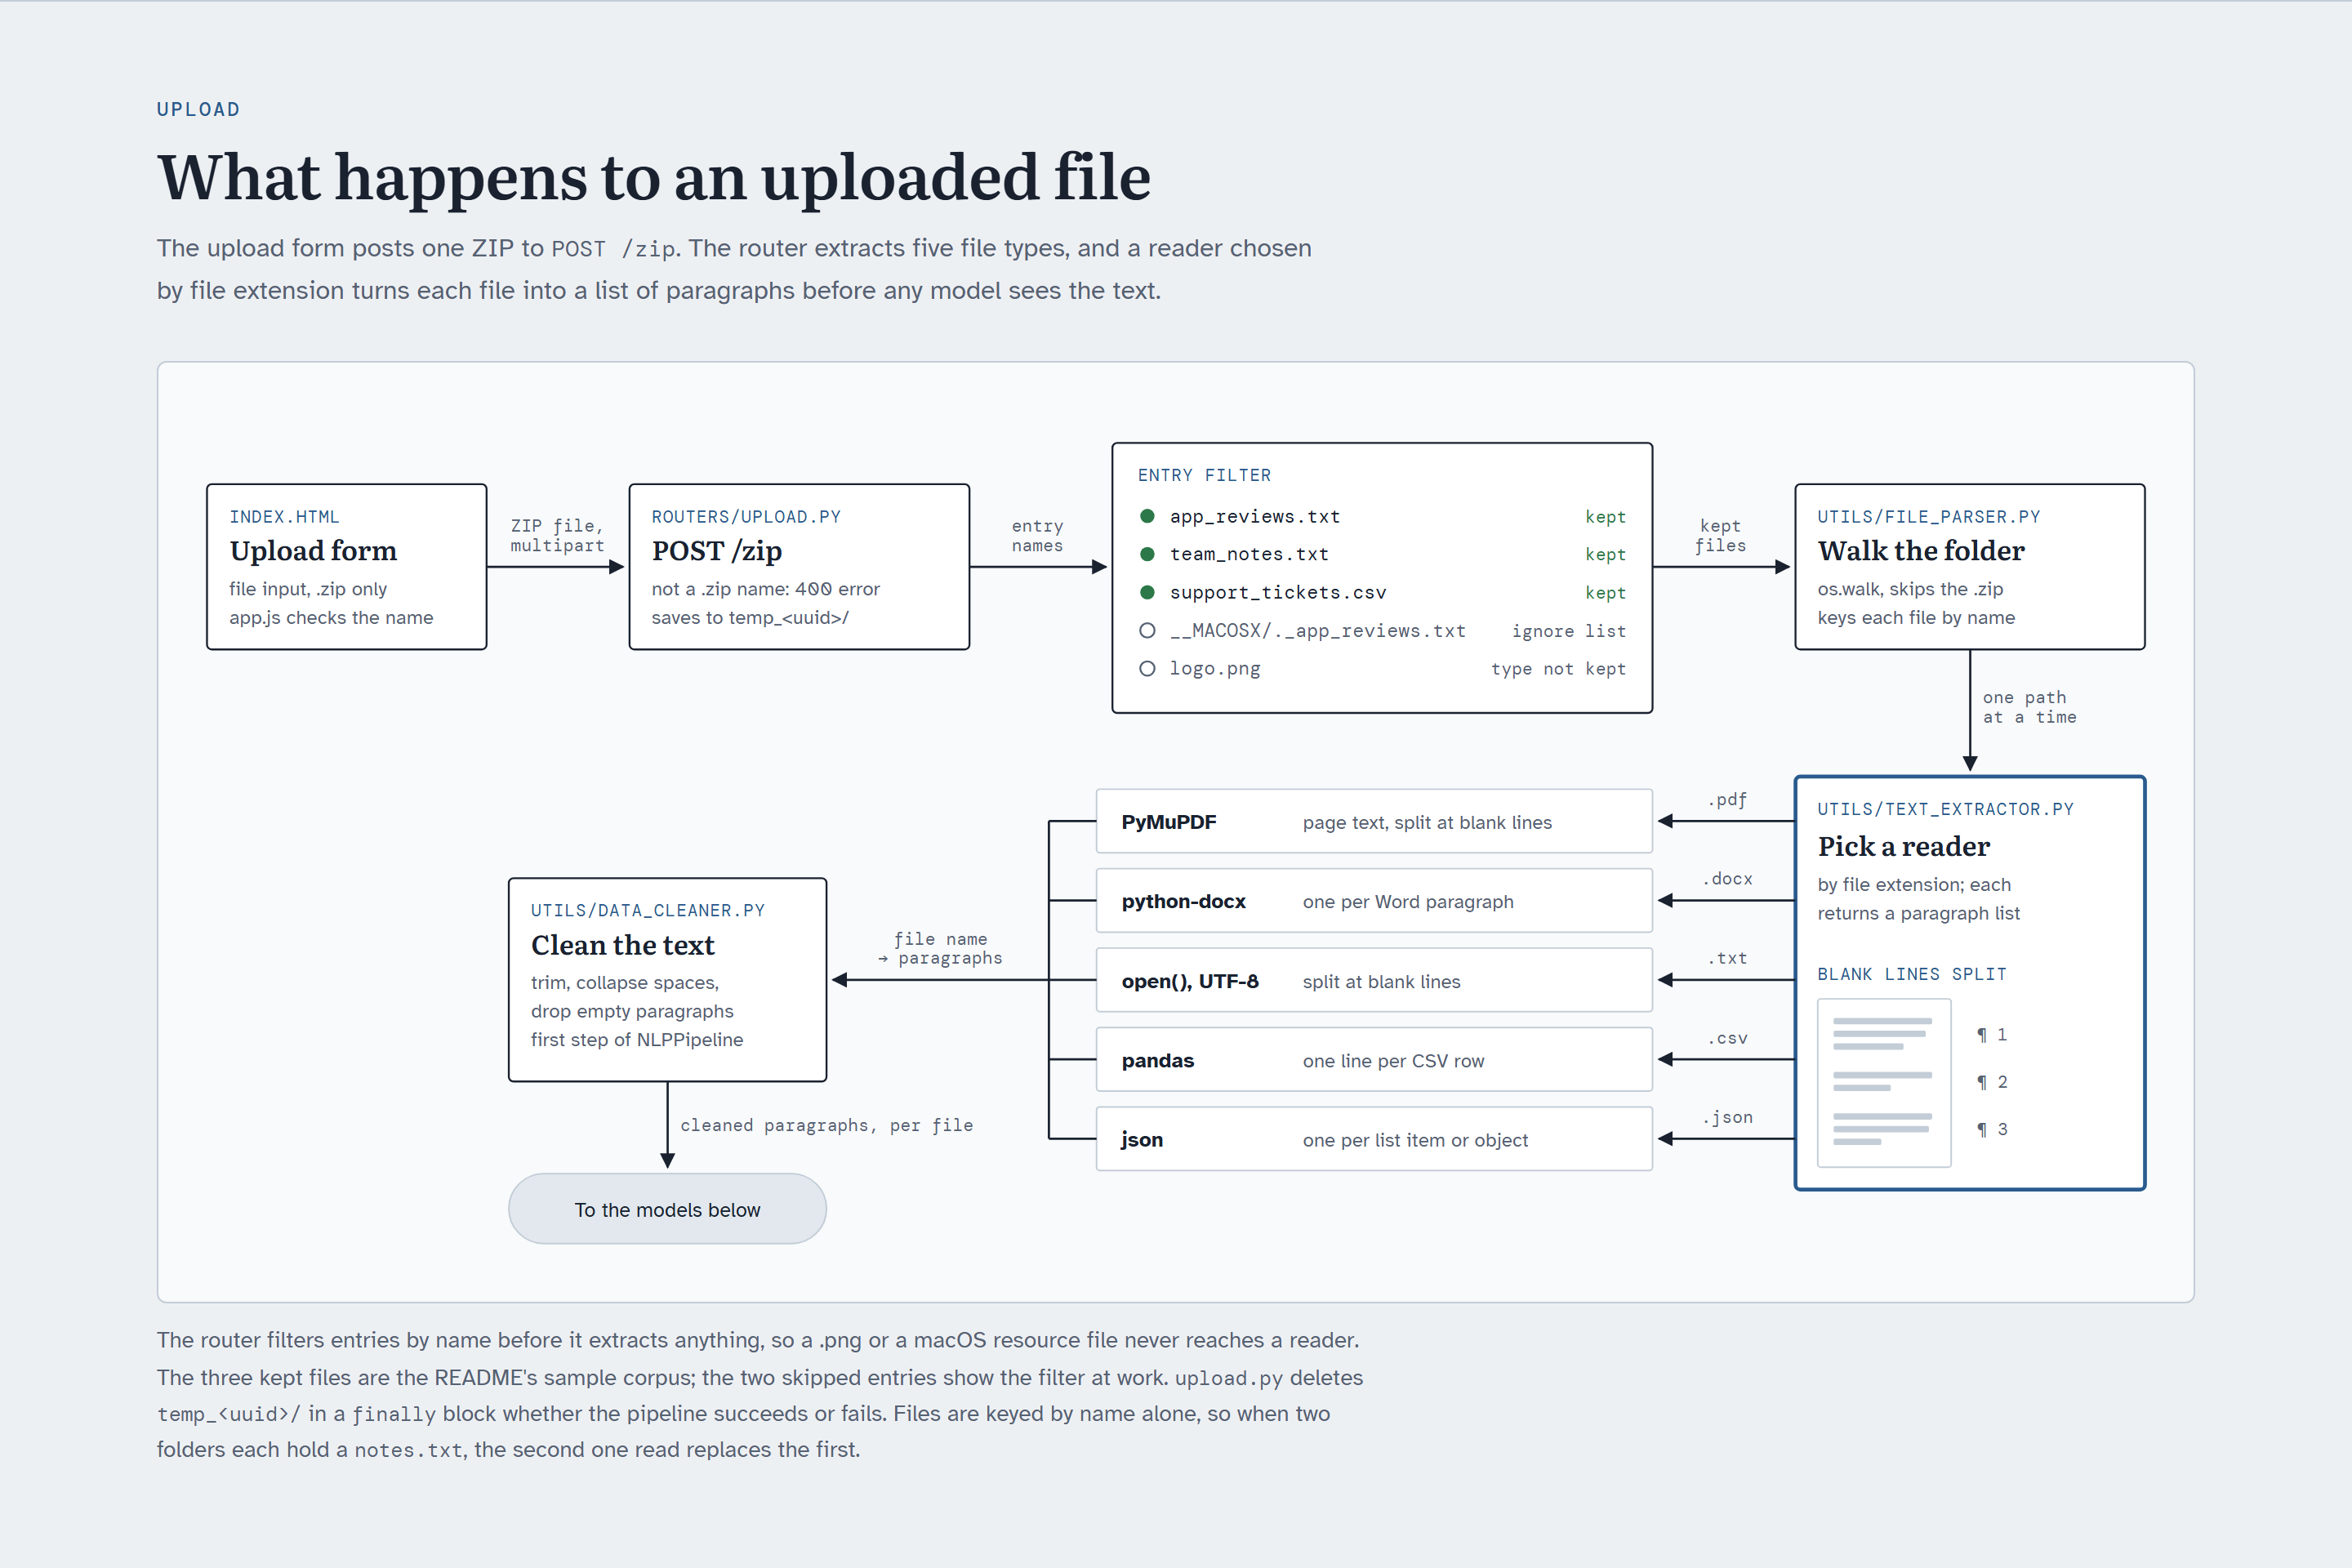 UPLOAD
What happens to an uploaded file
The upload form posts one ZIP to POST /zip. The router extracts five file types, and a reader chosen
by file extension turns each file into a list of paragraphs before any model sees the text.
INDEX.HTML
Upload form
file input, .zip only
app.js checks the name
ZIP file,
multipart
ROUTERS/UPLOAD.PY
POST /zip
not a .zip name: 400 error
saves to temp_<uuid>/
entry
names
ENTRY FILTER
app_reviews.txt kept
team_notes.txt kept
support_tickets.csv kept
__MACOSX/._app_reviews.txt ignore list
logo.png type not kept
kept
files
UTILS/FILE_PARSER.PY
Walk the folder
os.walk, skips the .zip
keys each file by name
one path
at a time
UTILS/TEXT_EXTRACTOR.PY
Pick a reader
by file extension; each
returns a paragraph list
BLANK LINES SPLIT
¶ 1
¶ 2
¶ 3
.pdf
.docx
.txt
.csv
.json
PyMuPDF page text, split at blank lines
python-docx one per Word paragraph
open(), UTF-8 split at blank lines
pandas one line per CSV row
json one per list item or object
file name
→ paragraphs
UTILS/DATA_CLEANER.PY
Clean the text
trim, collapse spaces,
drop empty paragraphs
first step of NLPPipeline
cleaned paragraphs, per file
To the models below
The router filters entries by name before it extracts anything, so a .png or a macOS resource file never reaches a reader.
The three kept files are the README's sample corpus; the two skipped entries show the filter at work. upload.py deletes
temp_<uuid>/ in a finally block whether the pipeline succeeds or fails. Files are keyed by name alone, so when two
folders each hold a notes.txt, the second one read replaces the first.